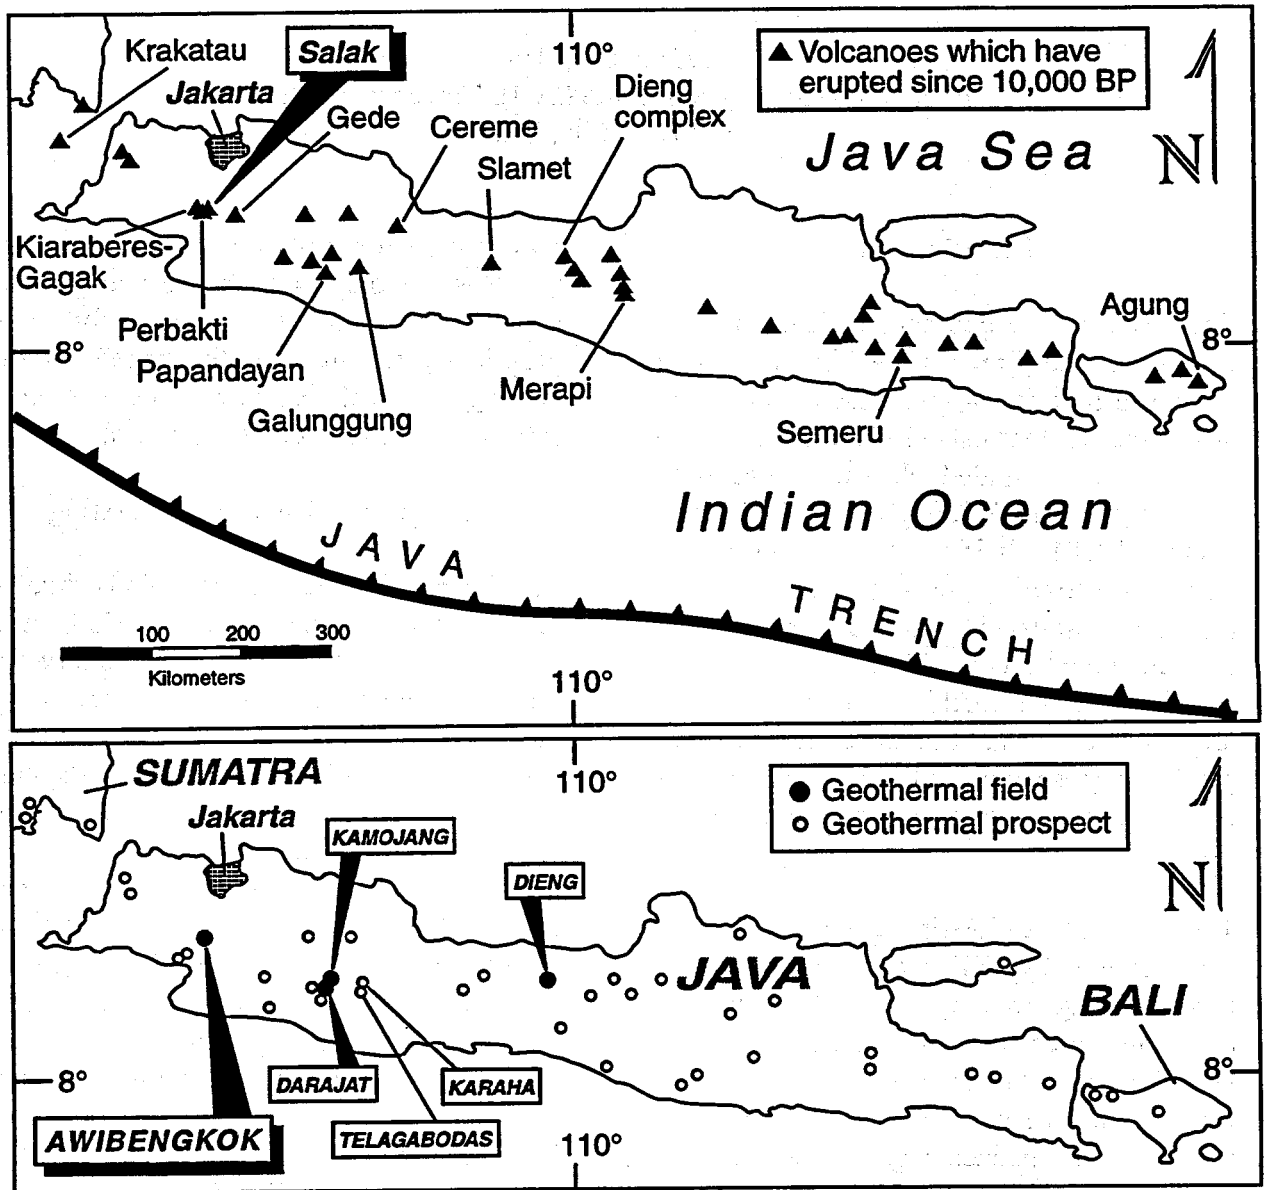 Krakatau
Salak
110°
▲ Volcanoes which have
erupted since 10,000 BP
Jakarta
Gede
Cereme
Slamet
Dieng
complex
Java Sea
N
Kiaraberes-
Gagak
Perbakti
Papandayan
Galunggung
Merapi
Semeru
Agung
8°
8°
Indian Ocean
JAVA
TRENCH
100 200 300
Kilometers
110°
SUMATRA
110°
Geothermal field
Geothermal prospect
Jakarta
KAMOJANG
DIENG
N
JAVA
BALI
8°
8°
DARAJAT
KARAHA
AWIBENGKOK
TELAGABODAS
110°